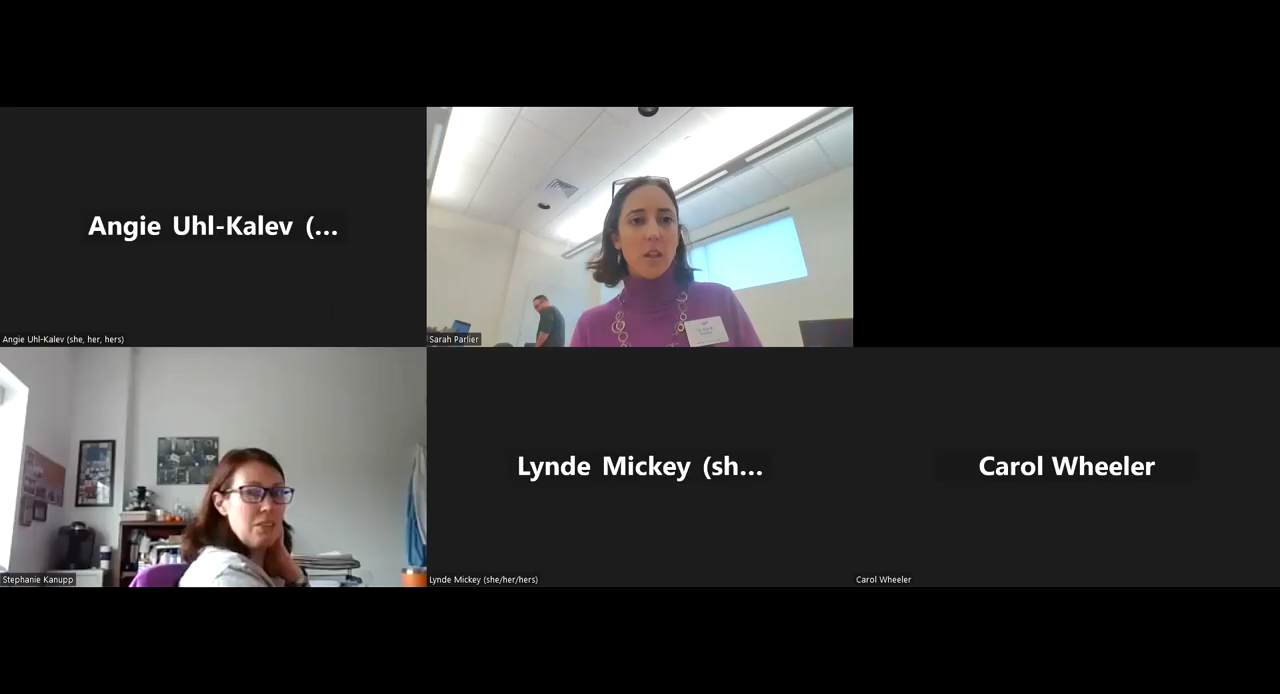 Angie Uhl-Kalev (...
Angie Uhl-Kalev (she, her, hers)
Sarah Parlier
Stephanie Kanupp
Lynde Mickey (sh...
Lynde Mickey (she/her/hers)
Carol Wheeler
Carol Wheeler